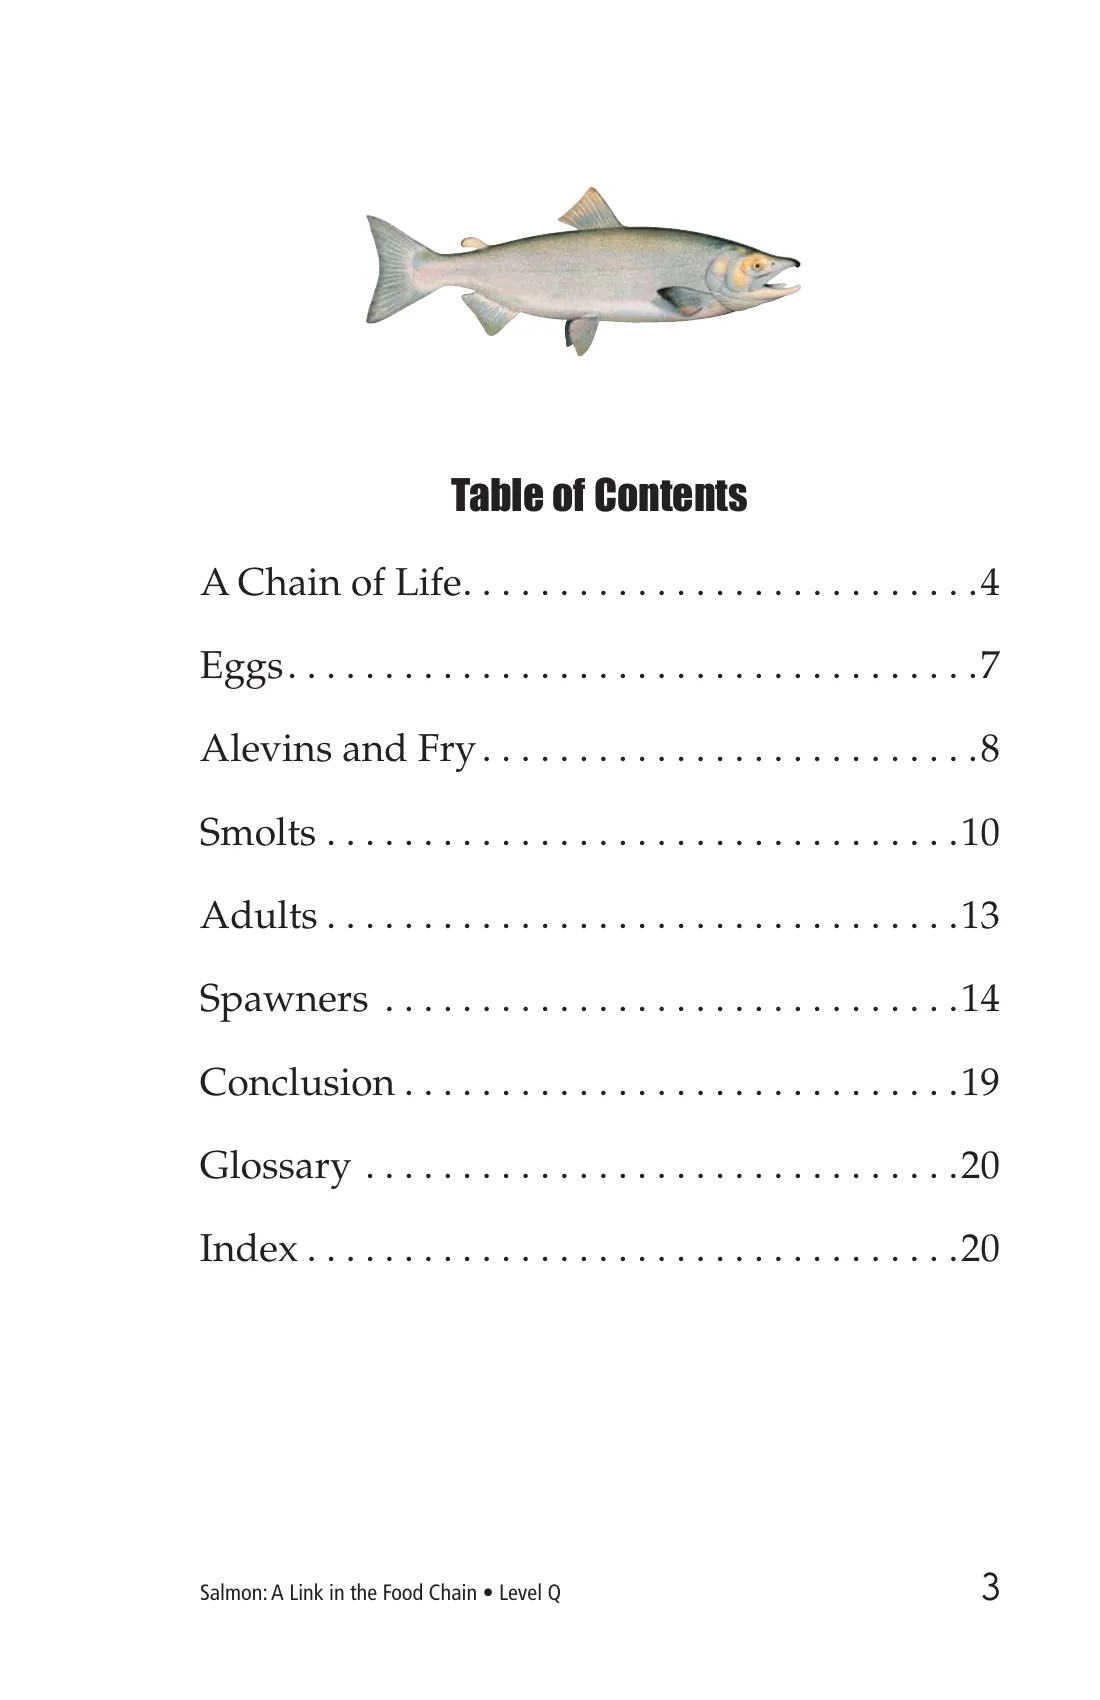 Table of Contents
A Chain of Life. . . . . . . . . . . . . . . . . . . . . . . . . . .4
Eggs. . . . . . . . . . . . . . . . . . . . . . . . . . . . . . . . . . . .7
Alevins and Fry . . . . . . . . . . . . . . . . . . . . . . . . . .8
Smolts . . . . . . . . . . . . . . . . . . . . . . . . . . . . . . . . .10
Adults . . . . . . . . . . . . . . . . . . . . . . . . . . . . . . . . .13
Spawners . . . . . . . . . . . . . . . . . . . . . . . . . . . . . .14
Conclusion . . . . . . . . . . . . . . . . . . . . . . . . . . . . .19
Glossary . . . . . . . . . . . . . . . . . . . . . . . . . . . . . . .20
Index . . . . . . . . . . . . . . . . . . . . . . . . . . . . . . . . . .20
Salmon: A Link in the Food Chain • Level Q 3